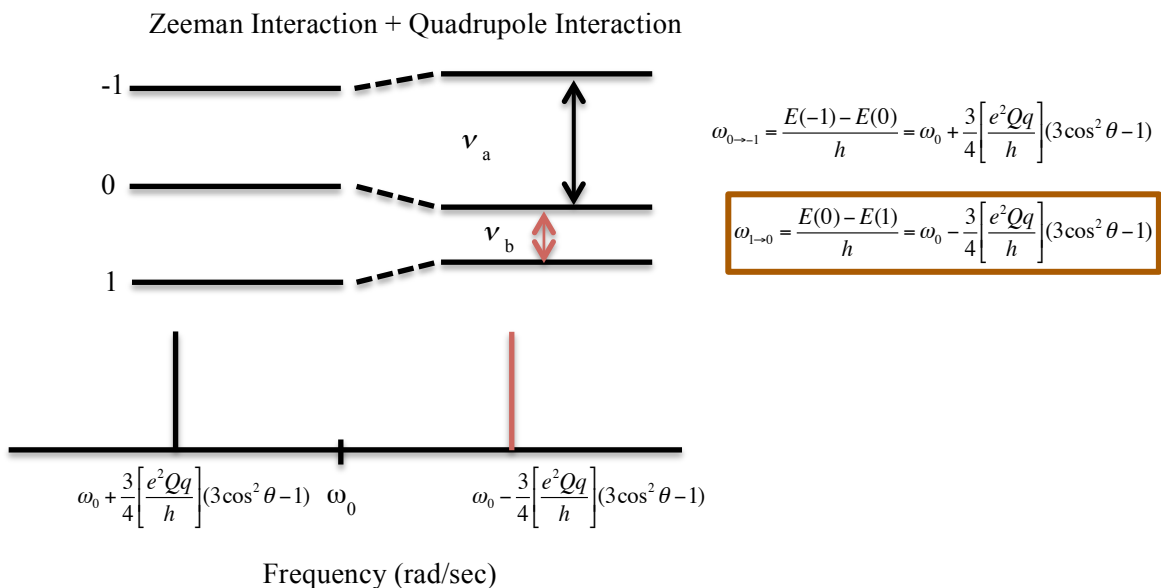 Zeeman Interaction + Quadrupole Interaction
-1
ν a
ω0→−1 = E(−1) − E(0) / h = ω0 + 3/4 [e²Qq / h] (3cos²θ −1)
0
ν b
ω1→0 = E(0) − E(1) / h = ω0 − 3/4 [e²Qq / h] (3cos²θ −1)
1
ω0 + 3/4 [e²Qq / h] (3cos²θ −1)
ω0
ω0 − 3/4 [e²Qq / h] (3cos²θ −1)
Frequency (rad/sec)